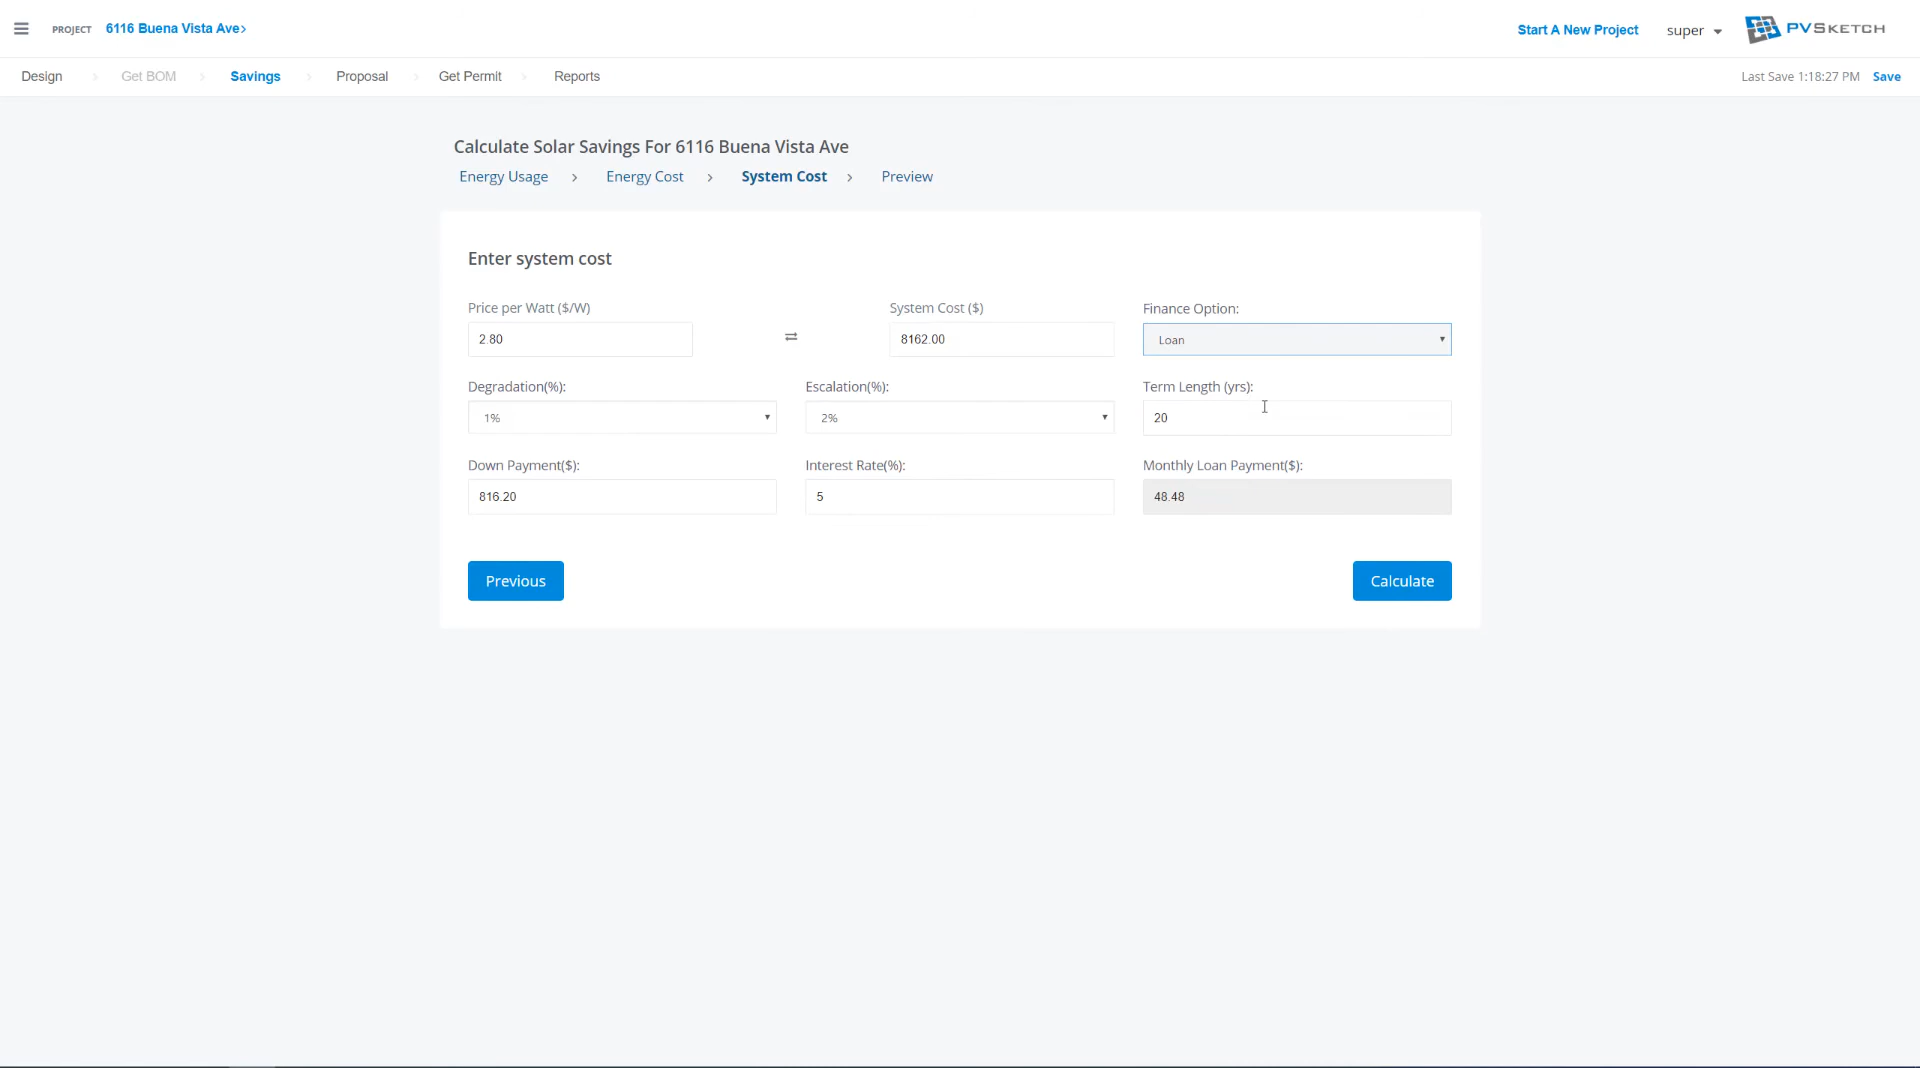 PROJECT 6116 Buena Vista Ave> Start A New Project super PVSKETCH
Design > Get BOM > Savings > Proposal > Get Permit > Reports Last Save 1:18:27 PM Save
Calculate Solar Savings For 6116 Buena Vista Ave
Energy Usage > Energy Cost > System Cost > Preview
Enter system cost
Price per Watt ($/W) System Cost ($) Finance Option:
2.80 8162.00 Loan
Degradation(%): Escalation(%): Term Length (yrs):
1% 2% 20
Down Payment($): Interest Rate(%): Monthly Loan Payment($):
816.20 5 48.48
Previous Calculate